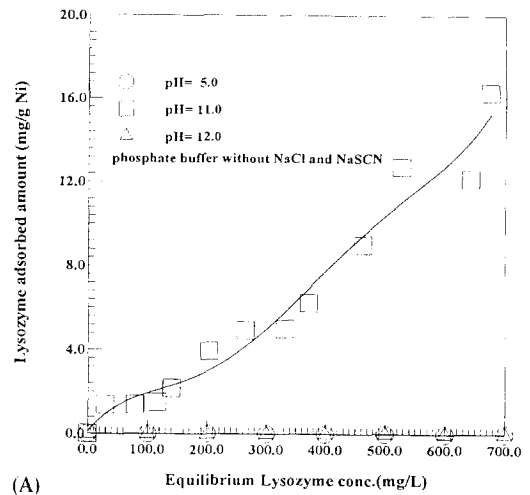 20.0
16.0
12.0
8.0
4.0
0.0
Lysozyme adsorbed amount (mg/g Ni)
pH= 5.0
pH= 11.0
pH= 12.0
phosphate buffer without NaCl and NaSCN
0.0 100.0 200.0 300.0 400.0 500.0 600.0 700.0
(A) Equilibrium Lysozyme conc.(mg/L)